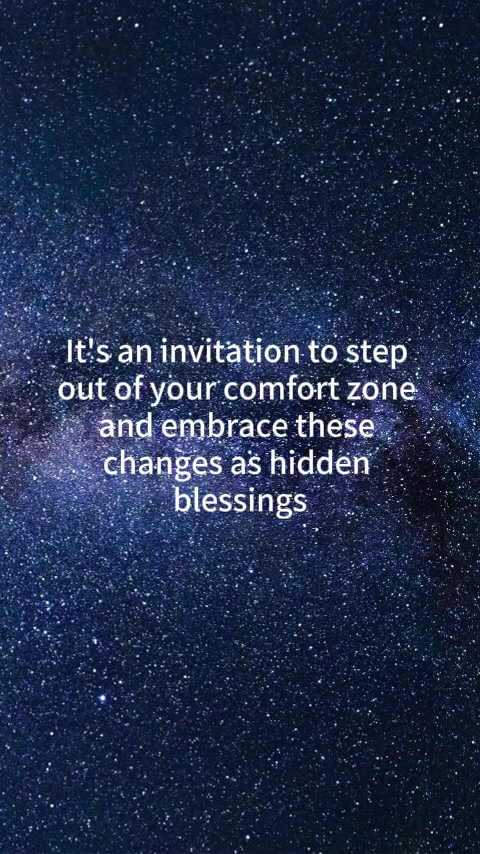 It's an invitation to step
out of your comfort zone
and embrace these
changes as hidden
blessings